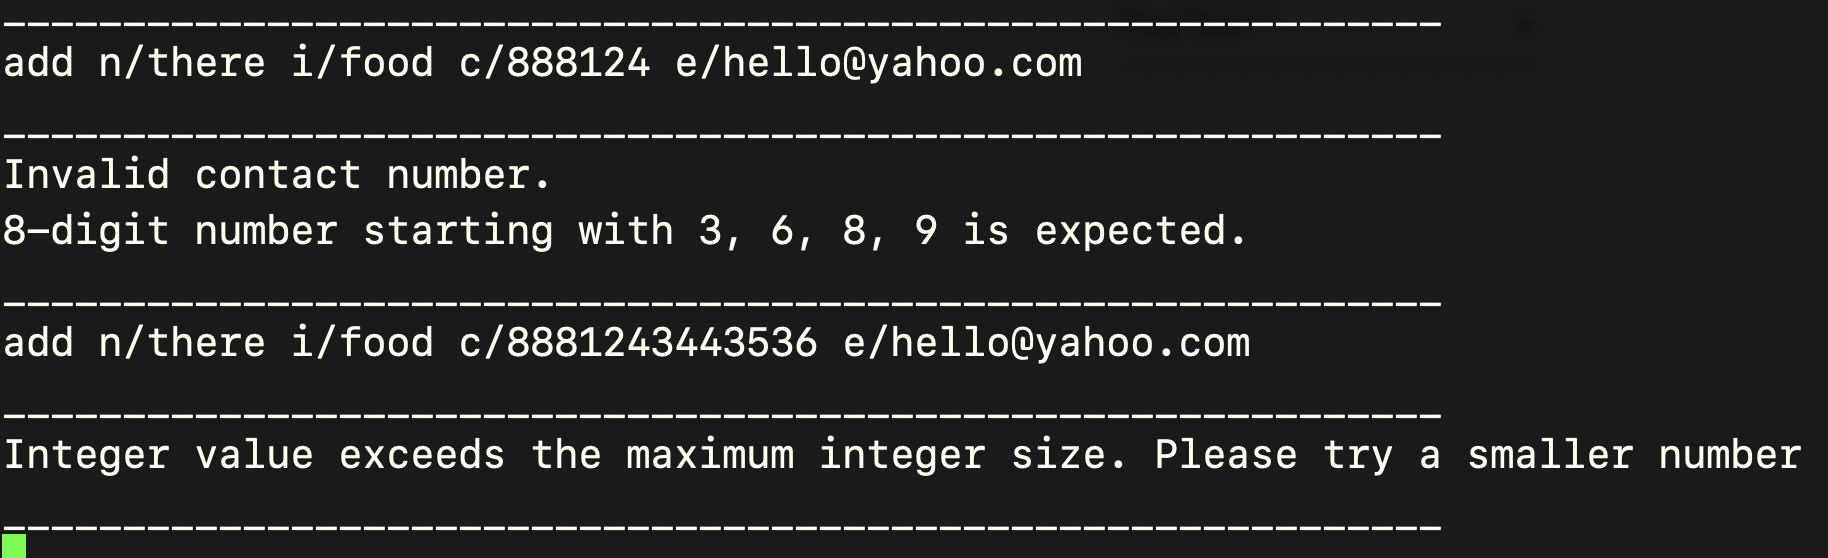 ____________________________________________________________
add n/there i/food c/888124 e/hello@yahoo.com
____________________________________________________________
Invalid contact number.
8-digit number starting with 3, 6, 8, 9 is expected.
____________________________________________________________
add n/there i/food c/8881243443536 e/hello@yahoo.com
____________________________________________________________
Integer value exceeds the maximum integer size. Please try a smaller number
____________________________________________________________